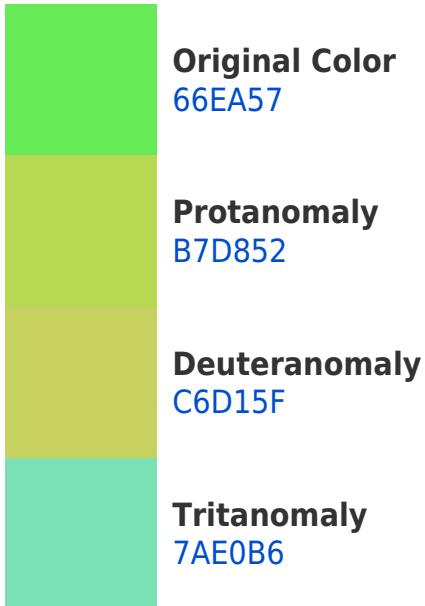 Original Color
66EA57
Protanomaly
B7D852
Deuteranomaly
C6D15F
Tritanomaly
7AE0B6